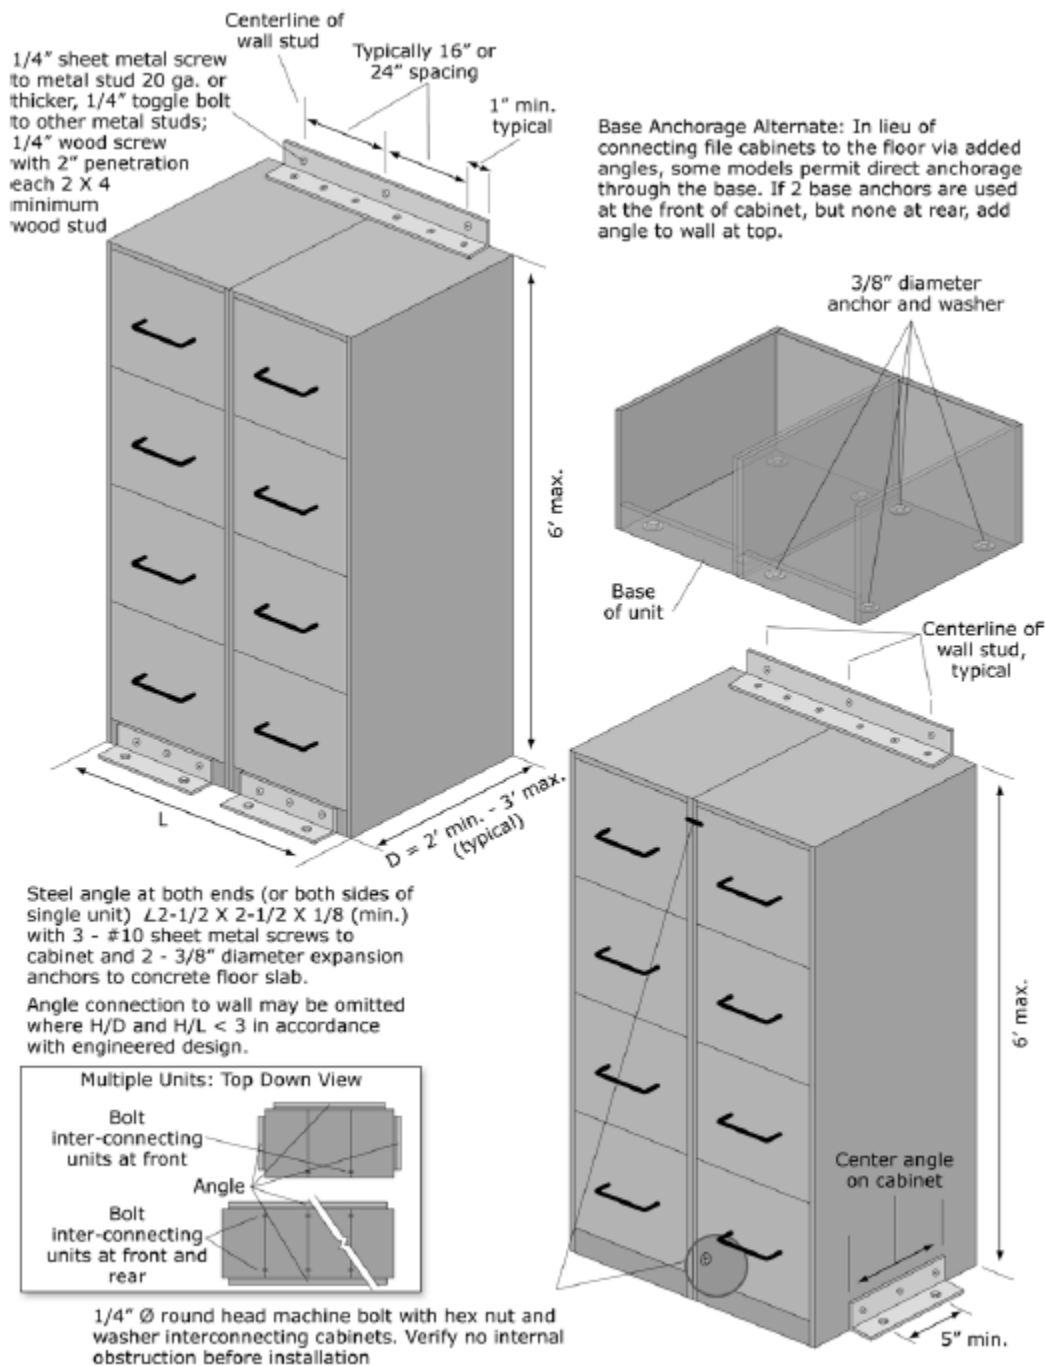 Centerline of
wall stud
Typically 16" or
24" spacing
1/4" sheet metal screw
to metal stud 20 ga. or
thicker, 1/4" toggle bolt
to other metal studs;
1/4" wood screw
with 2" penetration
each 2 X 4
minimum
wood stud
1" min.
typical
Base Anchorage Alternate: In lieu of
connecting file cabinets to the floor via added
angles, some models permit direct anchorage
through the base. If 2 base anchors are used
at the front of cabinet, but none at rear, add
angle to wall at top.
3/8" diameter
anchor and washer
6' max.
Base
of unit
Centerline of
wall stud,
typical
L
D = 2' min. - 3' max.
(typical)
Steel angle at both ends (or both sides of
single unit) ∠2-1/2 X 2-1/2 X 1/8 (min.)
with 3 - #10 sheet metal screws to
cabinet and 2 - 3/8" diameter expansion
anchors to concrete floor slab.
Angle connection to wall may be omitted
where H/D and H/L < 3 in accordance
with engineered design.
6' max.
Multiple Units: Top Down View
Bolt
inter-connecting
units at front
Angle
Bolt
inter-connecting
units at front and
rear
Center angle
on cabinet
5" min.
1/4" Ø round head machine bolt with hex nut and
washer interconnecting cabinets. Verify no internal
obstruction before installation